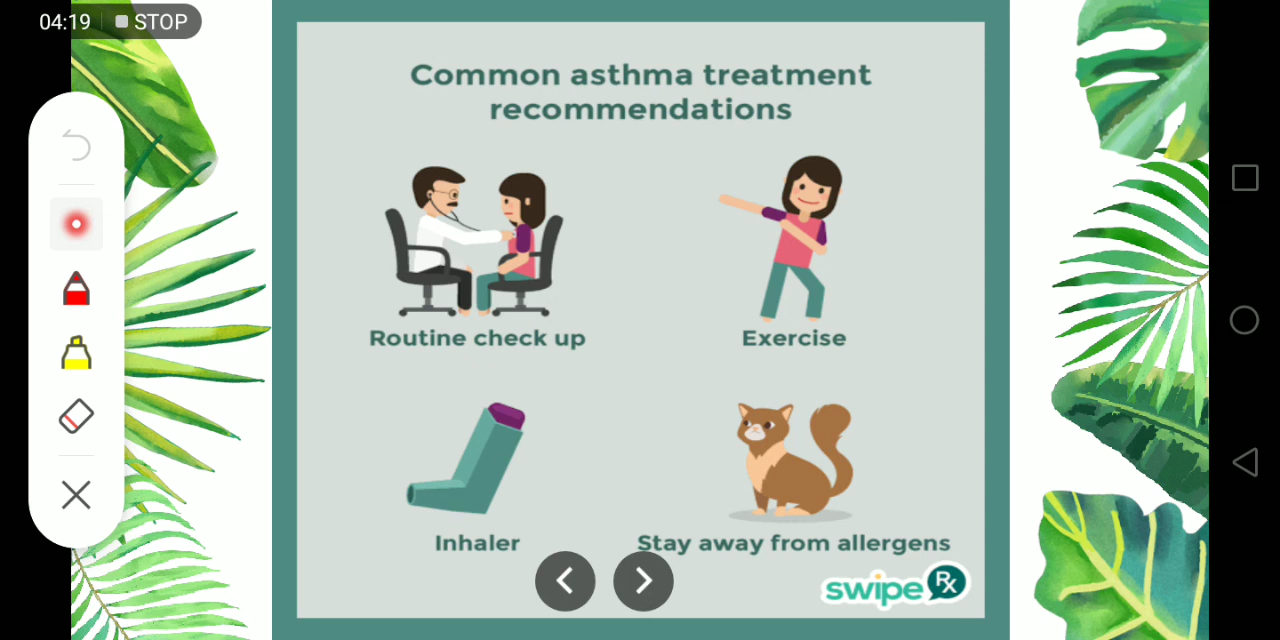 04:19 STOP
Common asthma treatment
recommendations
Routine check up
Exercise
Inhaler
Stay away from allergens
swipe Rx